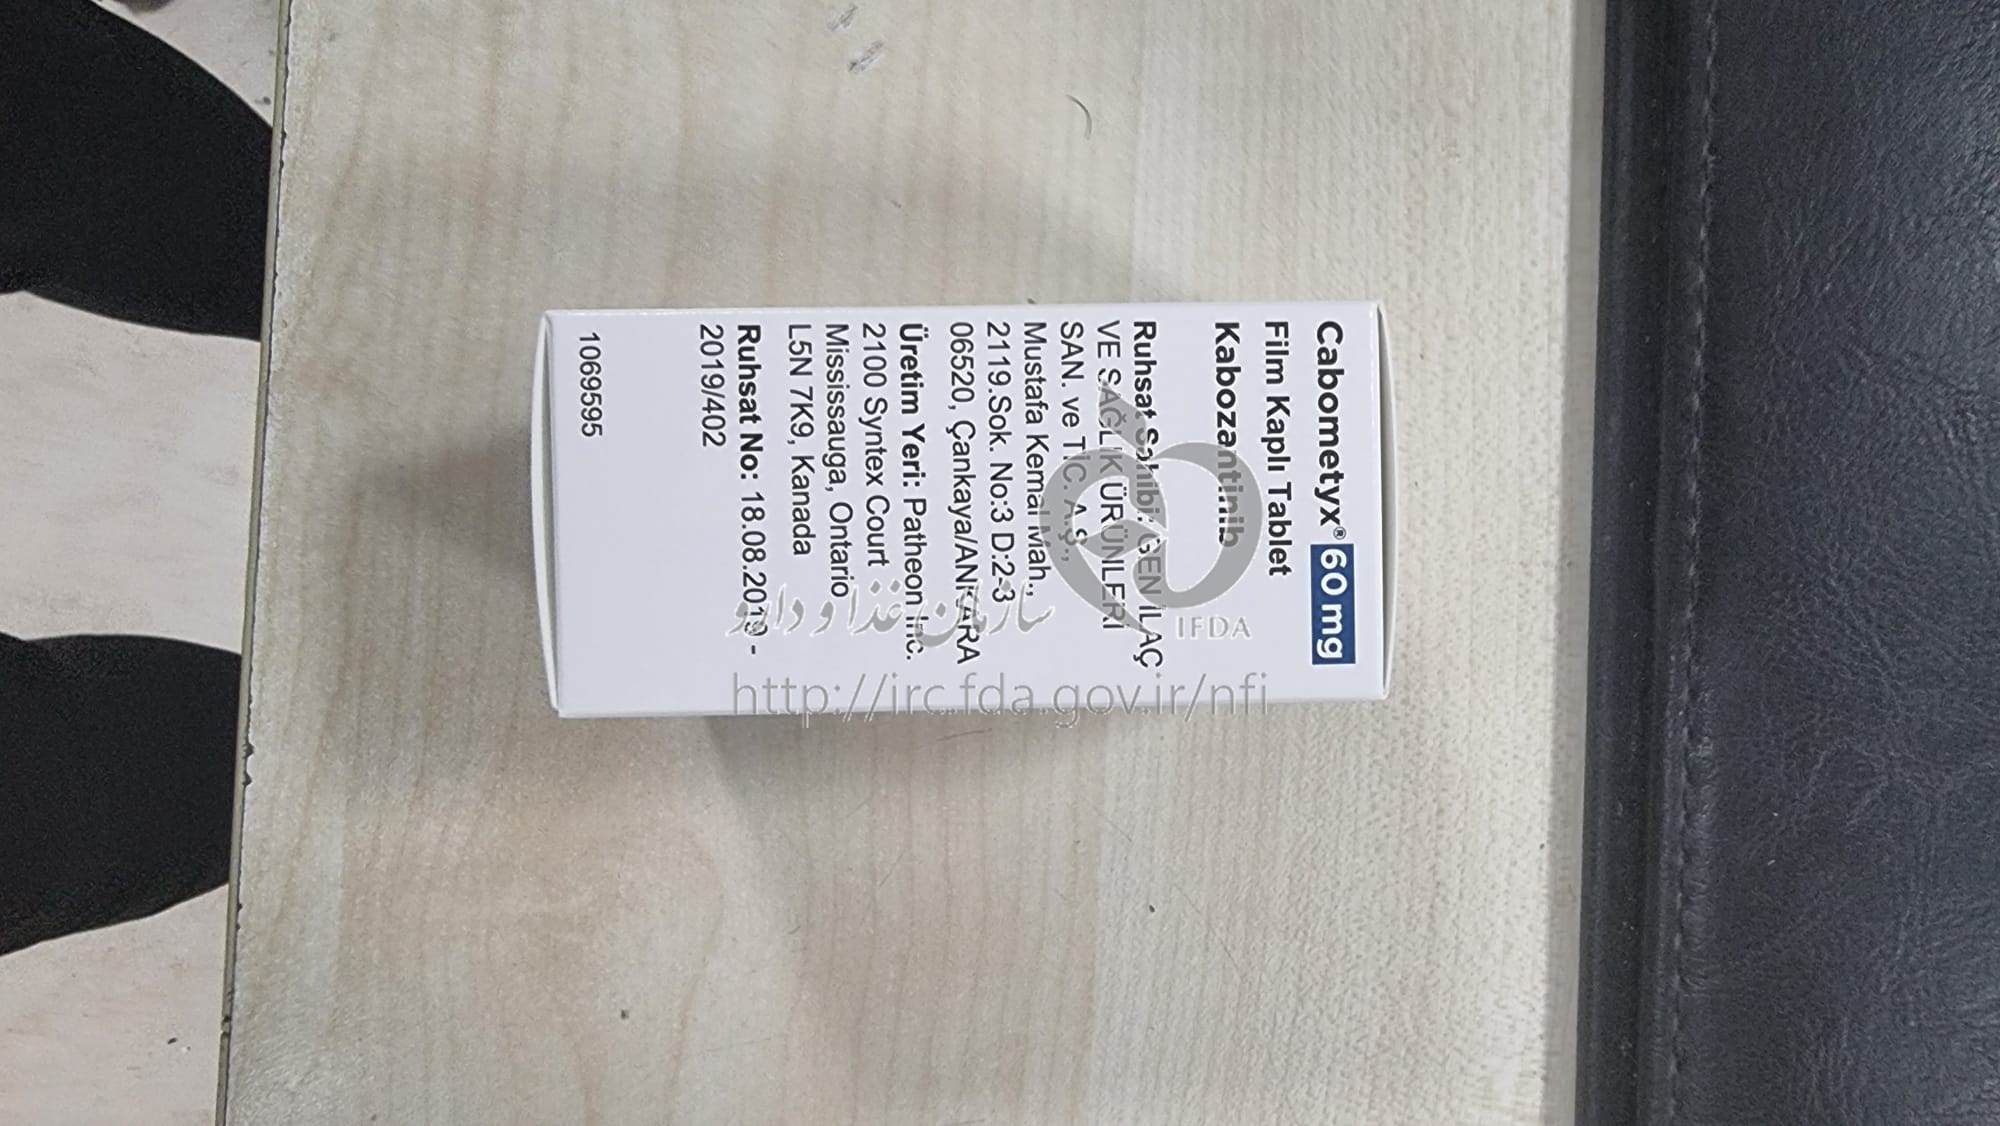 Cabometyx® 60 mg
Film Kaplı Tablet
Kabozantinib
Ruhsat Sahibi: GEN İLAÇ
VE SAĞLIK ÜRÜNLERİ
SAN. ve TİC. A.Ş.,
Mustafa Kemal Mah.,
2119.Sok. No:3 D:2-3
06520, Çankaya/ANKARA
Üretim Yeri: Patheon Inc.
2100 Syntex Court
Mississauga, Ontario,
L5N 7K9, Kanada
Ruhsat No: 18.08.2019 -
2019/402
1069595
IFDA
سازمان غذا و دارو
http://irc.fda.gov.ir/nfi